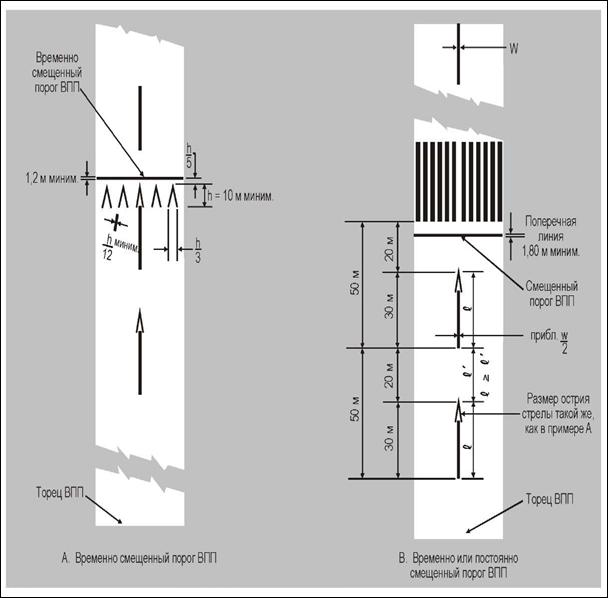 Временно
смещенный
порог ВПП
h
5
1,2 м миним.
h = 10 м миним.
h миним.
12
h
3
Торец ВПП
A. Временно смещенный порог ВПП
W
Поперечная
линия
1,80 м миним.
Смещенный
порог ВПП
50 м
20 м
30 м
ℓ
прибл. w
2
50 м
20 м
30 м
ℓ'
ℓ ≥ ℓ'
ℓ
Размер острия
стрелы такой же,
как в примере A
Торец ВПП
B. Временно или постоянно
смещенный порог ВПП